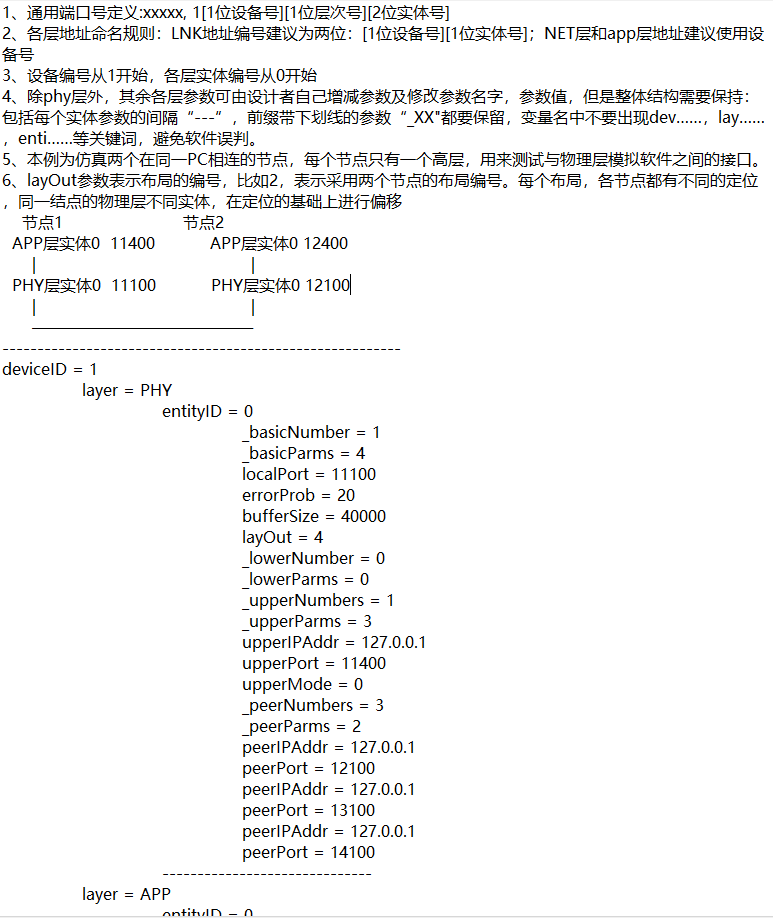 1、通用端口号定义:xxxxx, 1[1位设备号][1位层次号][2位实体号]
2、各层地址命名规则：LNK地址编号建议为两位：[1位设备号][1位实体号]；NET层和app层地址建议使用设
备号
3、设备编号从1开始，各层实体编号从0开始
4、除phy层外，其余各层参数可由设计者自己增减参数及修改参数名字，参数值，但是整体结构需要保持：
包括每个实体参数的间隔“---”，前缀带下划线的参数“_XX"都要保留，变量名中不要出现dev……，lay……
，enti……等关键词，避免软件误判。
5、本例为仿真两个在同一PC相连的节点，每个节点只有一个高层，用来测试与物理层模拟软件之间的接口。
6、layOut参数表示布局的编号，比如2，表示采用两个节点的布局编号。每个布局，各节点都有不同的定位
，同一结点的物理层不同实体，在定位的基础上进行偏移
节点1 节点2
APP层实体0 11400 APP层实体0 12400
| |
PHY层实体0 11100 PHY层实体0 12100
| |
————————————————
---------------------------------------------------------
deviceID = 1
layer = PHY
entityID = 0
_basicNumber = 1
_basicParms = 4
localPort = 11100
errorProb = 20
bufferSize = 40000
layOut = 4
_lowerNumber = 0
_lowerParms = 0
_upperNumbers = 1
_upperParms = 3
upperIPAddr = 127.0.0.1
upperPort = 11400
upperMode = 0
_peerNumbers = 3
_peerParms = 2
peerIPAddr = 127.0.0.1
peerPort = 12100
peerIPAddr = 127.0.0.1
peerPort = 13100
peerIPAddr = 127.0.0.1
peerPort = 14100
------------------------------
layer = APP
entityID = 0